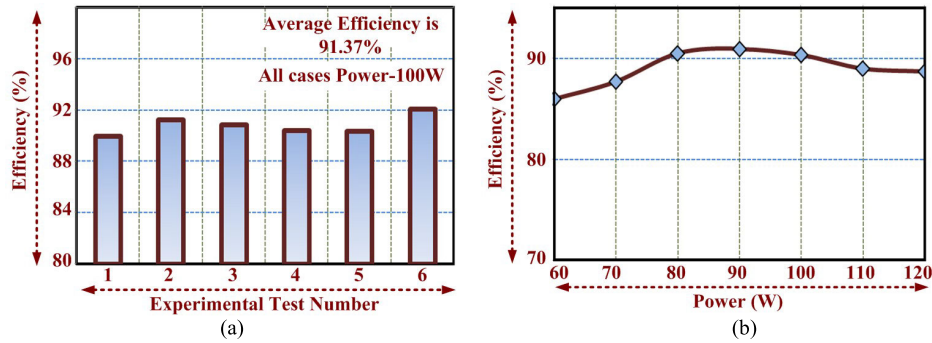 Average Efficiency is
91.37%
All cases Power-100W
Efficiency (%)
96
92
88
84
80
1 2 3 4 5 6
Experimental Test Number
(a)
Efficiency (%)
90
80
70
60 70 80 90 100 110 120
Power (W)
(b)